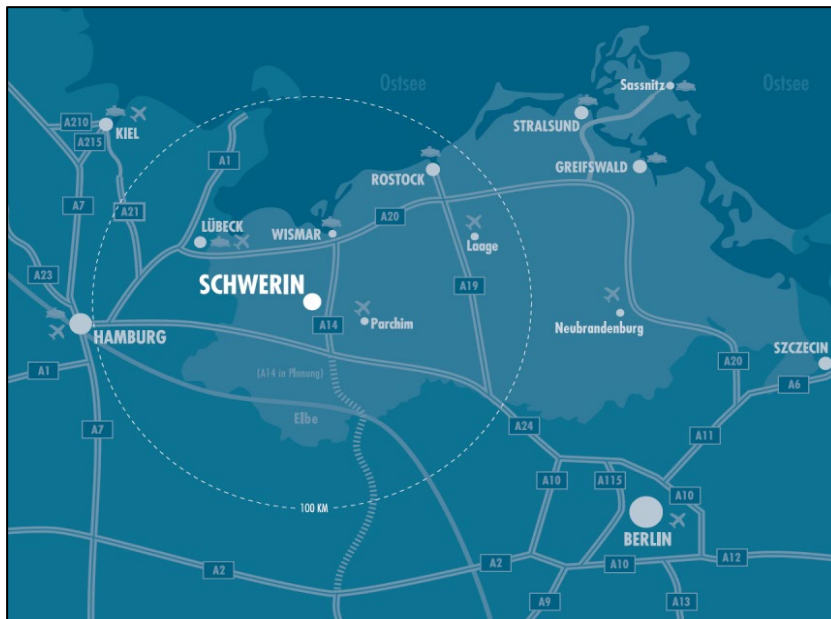 Ostsee
Ostsee
Sassnitz
A210
KIEL
STRALSUND
A215
A1
ROSTOCK
GREIFSWALD
A7
A21
A20
LÜBECK
WISMAR
Laage
A23
SCHWERIN
A19
A14
Parchim
Neubrandenburg
HAMBURG
SZCZECIN
A20
A1
(A14 in Planung)
A6
Elbe
A7
A24
A11
A10
A115
A10
100 KM
BERLIN
A2
A12
A2
A10
A9
A13